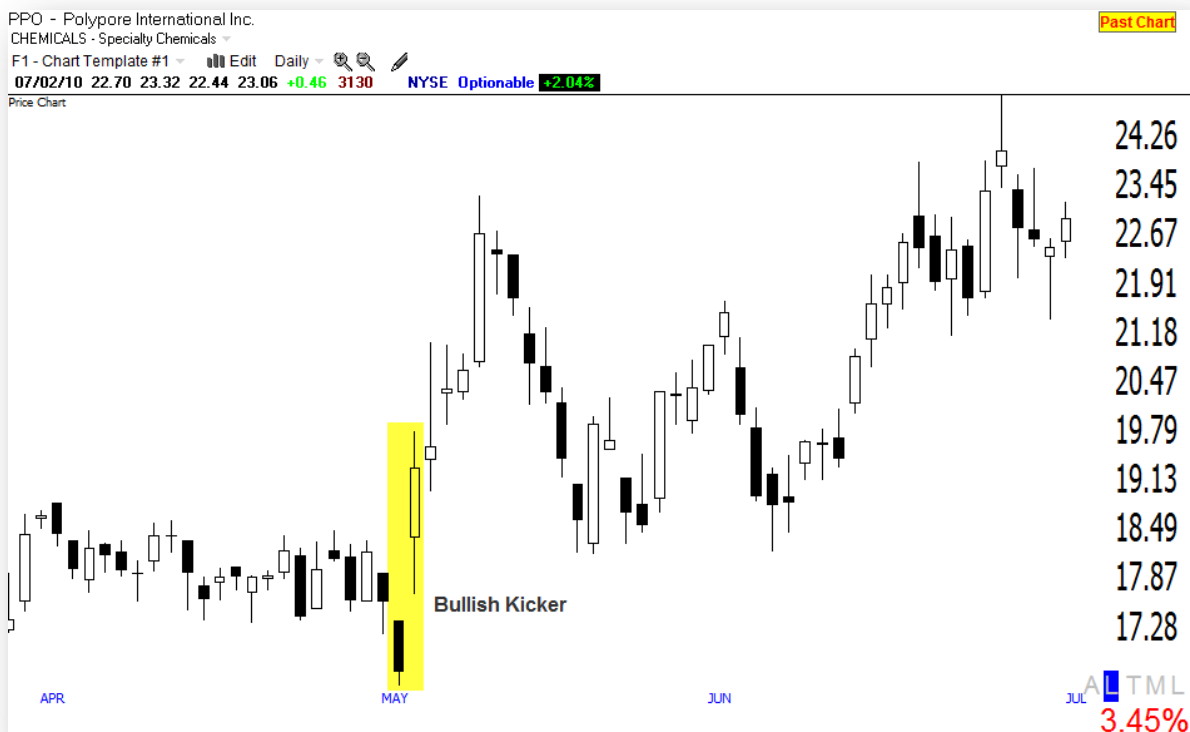 PPO - Polypore International Inc.
Past Chart
CHEMICALS - Specialty Chemicals
F1 - Chart Template #1 Edit Daily
07/02/10 22.70 23.32 22.44 23.06 +0.46 3130 NYSE Optionable +2.04%
Price Chart
24.26
23.45
22.67
21.91
21.18
20.47
19.79
19.13
18.49
17.87
Bullish Kicker
17.28
A L T M L
APR MAY JUN JUL
3.45%